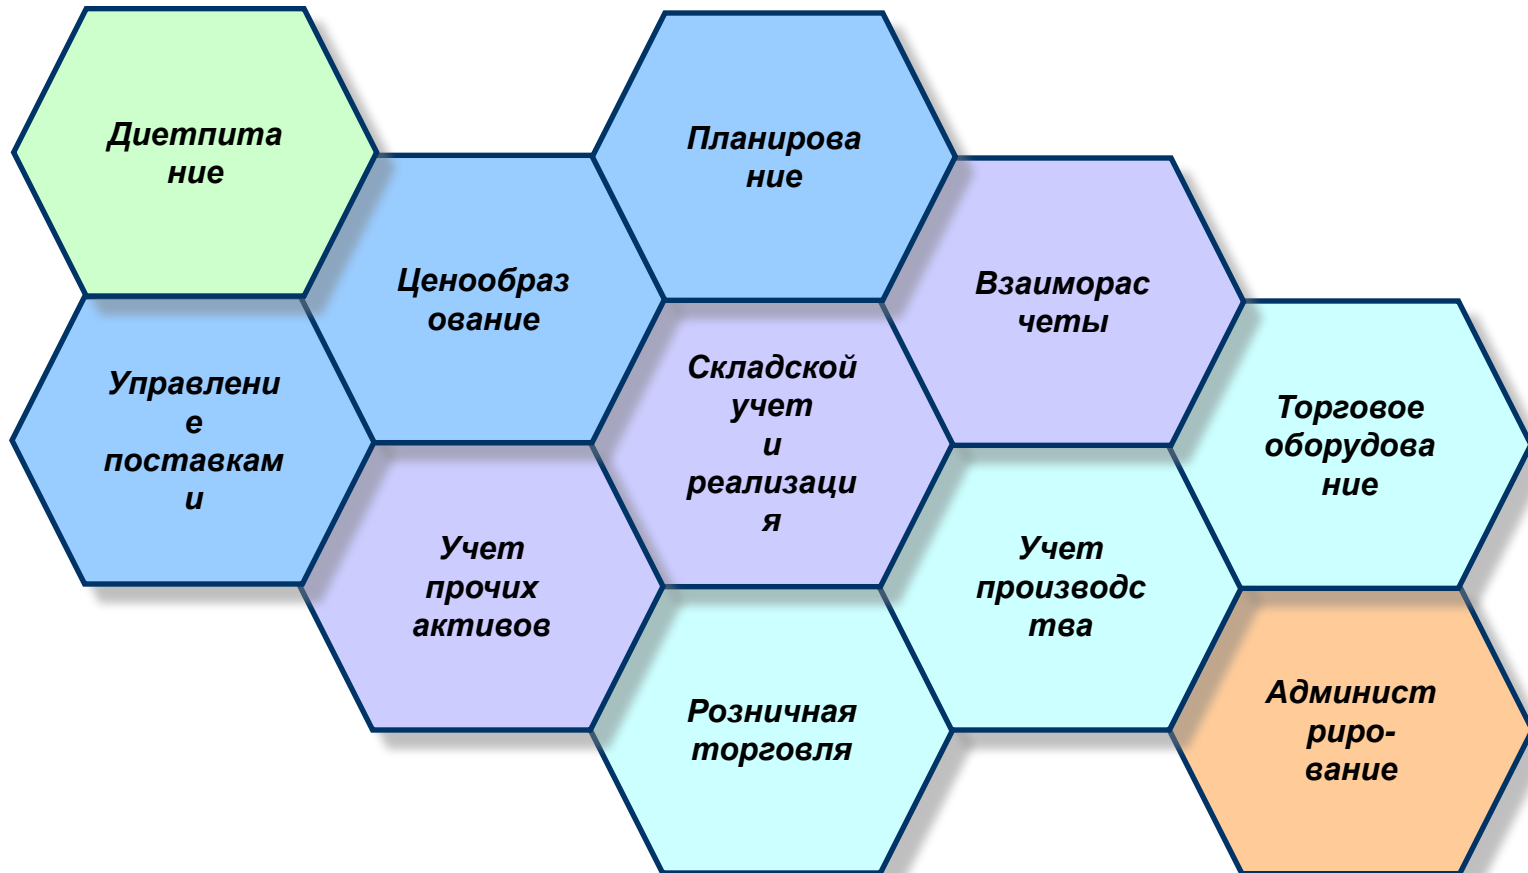 Диетпита
ние
Планирова
ние
Ценообраз
ование
Взаиморас
четы
Управлени
е
поставкам
и
Складской
учет
и
реализаци
я
Торговое
оборудова
ние
Учет
прочих
активов
Учет
производс
тва
Розничная
торговля
Админист
риро-
вание